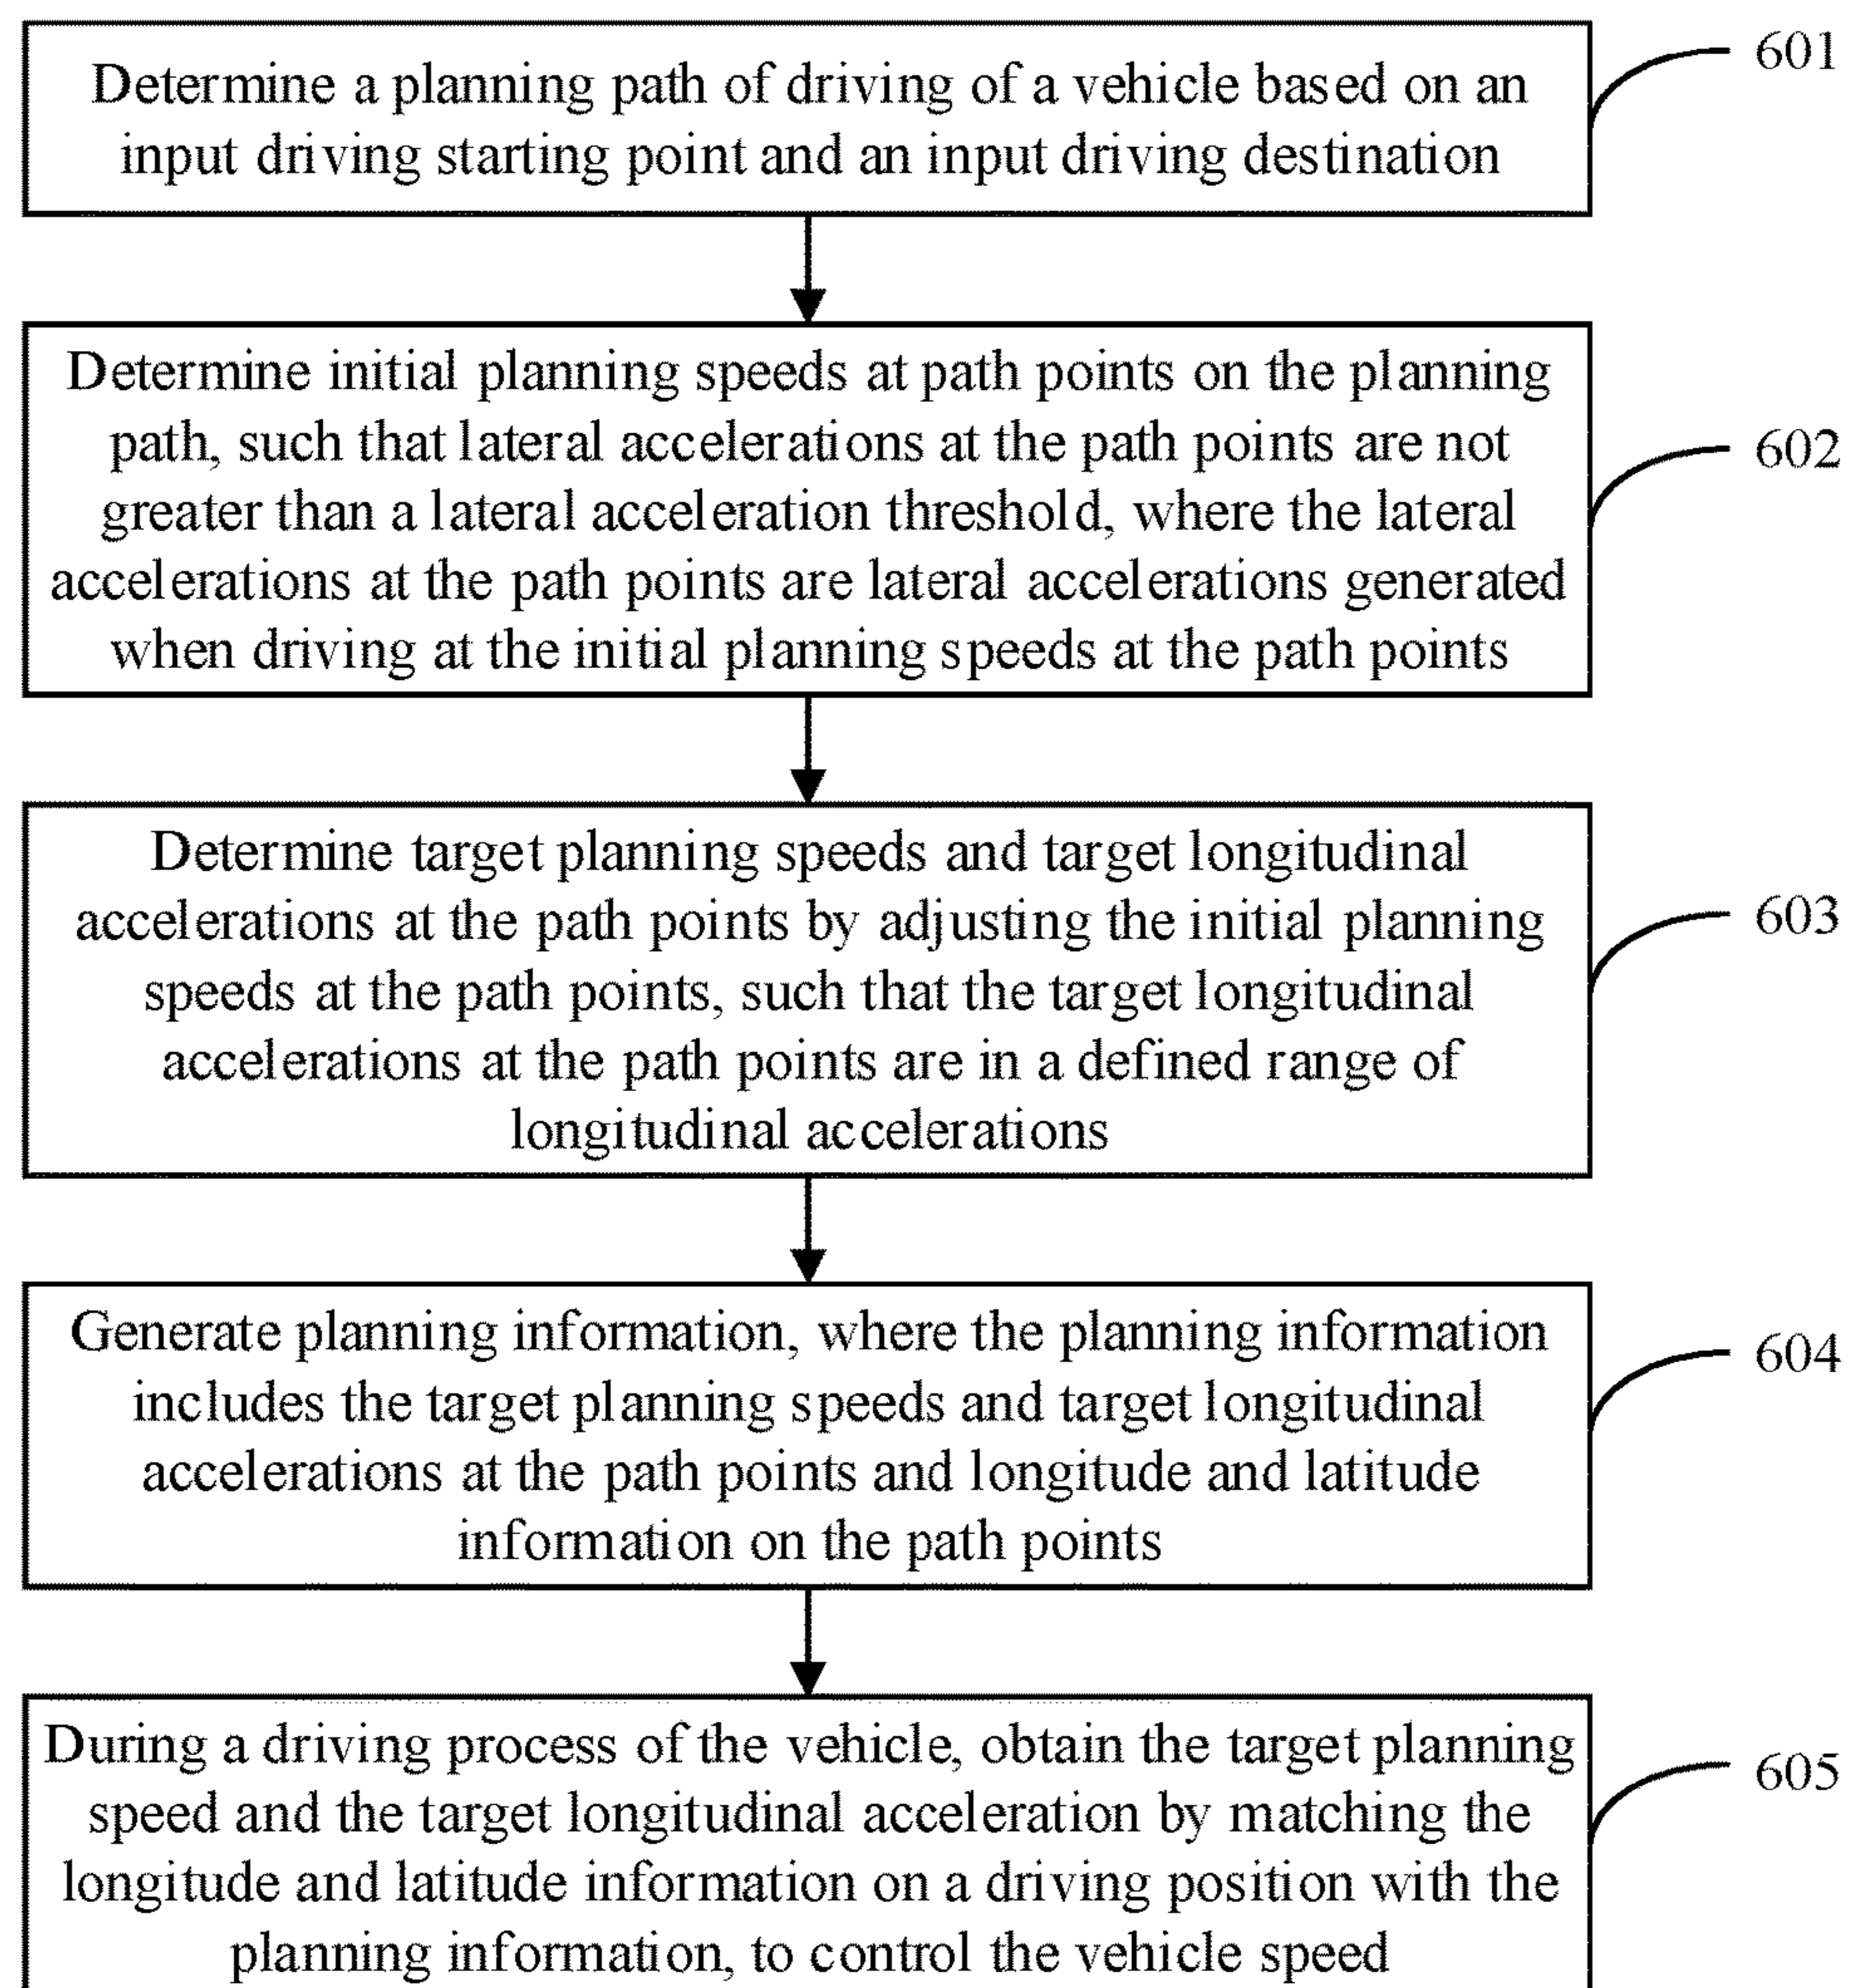 Determine a planning path of driving of a vehicle based on an
input driving starting point and an input driving destination
601
Determine initial planning speeds at path points on the planning
path, such that lateral accelerations at the path points are not
greater than a lateral acceleration threshold, where the lateral
accelerations at the path points are lateral accelerations generated
when driving at the initial planning speeds at the path points
602
Determine target planning speeds and target longitudinal
accelerations at the path points by adjusting the initial planning
speeds at the path points, such that the target longitudinal
accelerations at the path points are in a defined range of
longitudinal accelerations
603
Generate planning information, where the planning information
includes the target planning speeds and target longitudinal
accelerations at the path points and longitude and latitude
information on the path points
604
During a driving process of the vehicle, obtain the target planning
speed and the target longitudinal acceleration by matching the
longitude and latitude information on a driving position with the
planning information, to control the vehicle speed
605